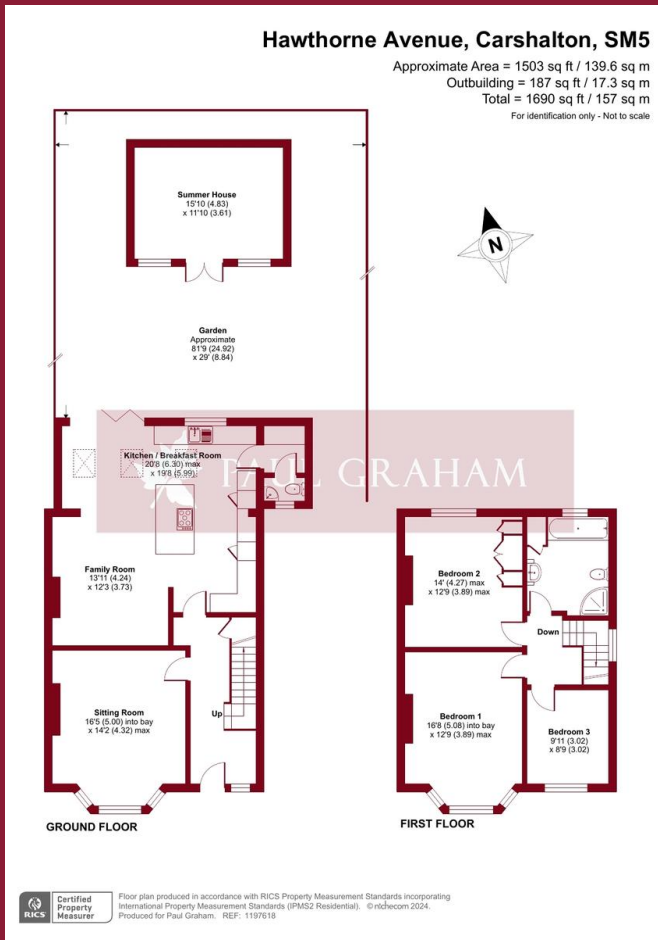 Hawthorne Avenue, Carshalton, SM5
Approximate Area = 1503 sq ft / 139.6 sq m
Outbuilding = 187 sq ft / 17.3 sq m
Total = 1690 sq ft / 157 sq m
For identification only - Not to scale
Summer House
15'10 (4.83)
x 11'10 (3.61)
N
Garden
Approximate
81'9 (24.92)
x 29' (8.84)
Kitchen / Breakfast Room
20'8 (6.30) max
x 19'8 (5.99)
PAUL GRAHAM
Family Room
13'11 (4.24)
x 12'3 (3.73)
Sitting Room
16'5 (5.00) into bay
x 14'2 (4.32) max
Up
GROUND FLOOR
Bedroom 2
14' (4.27) max
x 12'9 (3.89) max
Down
Bedroom 1
16'8 (5.08) into bay
x 12'9 (3.89) max
Bedroom 3
9'11 (3.02)
x 8'9 (3.02)
FIRST FLOOR
RICS
Certified
Property
Measurer
Floor plan produced in accordance with RICS Property Measurement Standards incorporating
International Property Measurement Standards (IPMS2 Residential). © ntchecom 2024.
Produced for Paul Graham. REF: 1197618